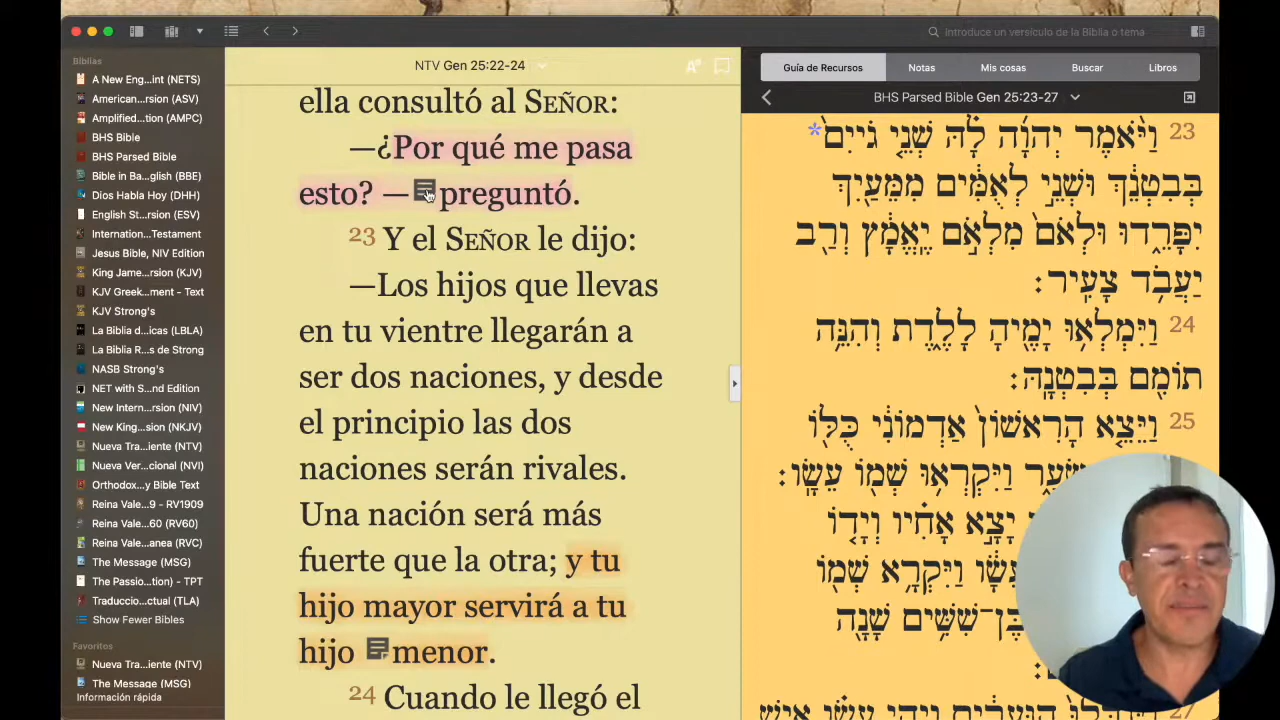 Introduce un versículo de la Biblia o tema
Biblias
A New Eng...int (NETS)
American...rsion (ASV)
Amplified...tion (AMPC)
BHS Bible
BHS Parsed Bible
Bible in Ba...glish (BBE)
Dios Habla Hoy (DHH)
English St...rsion (ESV)
Internation...Testament
Jesus Bible, NIV Edition
King Jame...rsion (KJV)
KJV Greek...ment - Text
KJV Strong's
La Biblia d...icas (LBLA)
La Biblia R...s de Strong
NASB Strong's
NET with S...nd Edition
New Intern...rsion (NIV)
New King...sion (NKJV)
Nueva Tra...iente (NTV)
Nueva Ver...cional (NVI)
Orthodox...y Bible Text
Reina Vale...9 - RV1909
Reina Vale...60 (RV60)
Reina Vale...anea (RVC)
The Message (MSG)
The Passio...tion) - TPT
Traduccio...ctual (TLA)
Show Fewer Bibles
Favoritos
Nueva Tra...iente (NTV)
The Message (MSG)
Información rápida
NTV Gen 25:22-24
ella consultó al SEÑOR:
—¿Por qué me pasa
esto? —preguntó.
23 Y el SEÑOR le dijo:
—Los hijos que llevas
en tu vientre llegarán a
ser dos naciones, y desde
el principio las dos
naciones serán rivales.
Una nación será más
fuerte que la otra; y tu
hijo mayor servirá a tu
hijo menor.
24 Cuando le llegó el
Guía de Recursos Notas Mis cosas Buscar Libros
BHS Parsed Bible Gen 25:23-27
23 וַיֹּ֨אמֶר יְהוָ֜ה לָ֗הּ שְׁנֵ֤י גֹיִים֙*
בְּבִטְנֵ֔ךְ וּשְׁנֵ֣י לְאֻמִּ֔ים מִמֵּעַ֖יִךְ
יִפָּרֵ֑דוּ וּלְאֹם֙ מִלְאֹ֣ם יֶֽאֱמָ֔ץ וְרַ֖ב
יַעֲבֹ֥ד צָעִֽיר׃
24 וַיִּמְלְא֥וּ יָמֶ֖יהָ לָלֶ֑דֶת וְהִנֵּ֥ה
תוֹמִ֖ם בְּבִטְנָֽהּ׃
25 וַיֵּצֵ֤א הָרִאשׁוֹן֙ אַדְמוֹנִ֔י כֻּלּ֖וֹ
שֵׂעָ֑ר וַיִּקְרְא֥וּ שְׁמ֖וֹ עֵשָֽׂו׃
יָצָ֣א אָחִ֗יו וְיָד֤וֹ
עֵשָׂ֔ו וַיִּקְרָ֥א שְׁמ֖וֹ
בֶּן־שִׁשִּׁ֥ים שָׁנָ֖ה
27 וַיְהִ֣י עֵשָׂ֗ו אִ֛ישׁ